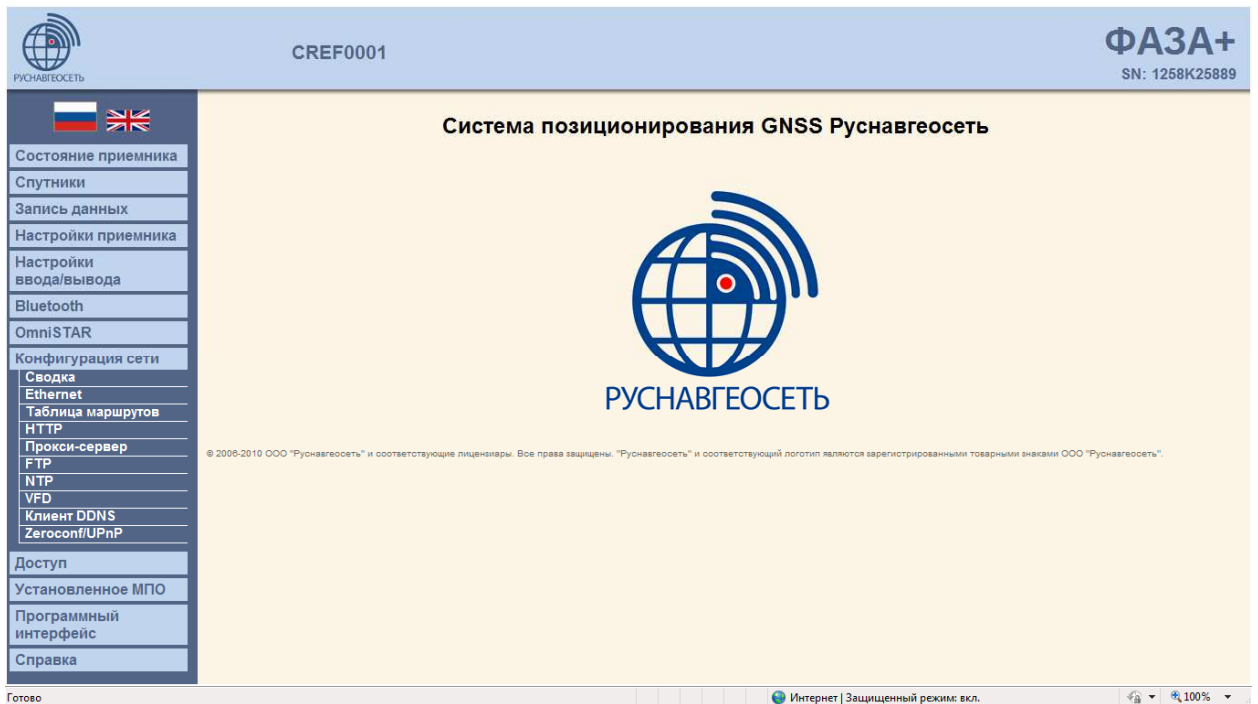 РУСНАВГЕОСЕТЬ
CREF0001
ФАЗА+
SN: 1258K25889
Состояние приемника
Спутники
Запись данных
Настройки приемника
Настройки
ввода/вывода
Bluetooth
OmniSTAR
Конфигурация сети
Сводка
Ethernet
Таблица маршрутов
HTTP
Прокси-сервер
FTP
NTP
VFD
Клиент DDNS
Zeroconf/UPnP
Доступ
Установленное МПО
Программный
интерфейс
Справка
Система позиционирования GNSS Руснавгеосеть
РУСНАВГЕОСЕТЬ
© 2006-2010 ООО "Руснавгеосеть" и соответствующие лицензиары. Все права защищены. "Руснавгеосеть" и соответствующий логотип являются зарегистрированными товарными знаками ООО "Руснавгеосеть".
Готово
Интернет | Защищенный режим: вкл.
100%